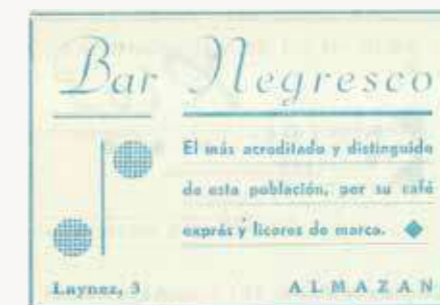 Bar Negresco
El más acreditado y distinguido
de esta población, por su café
exprés y licores de marca.
Laynez, 3 ALMAZAN